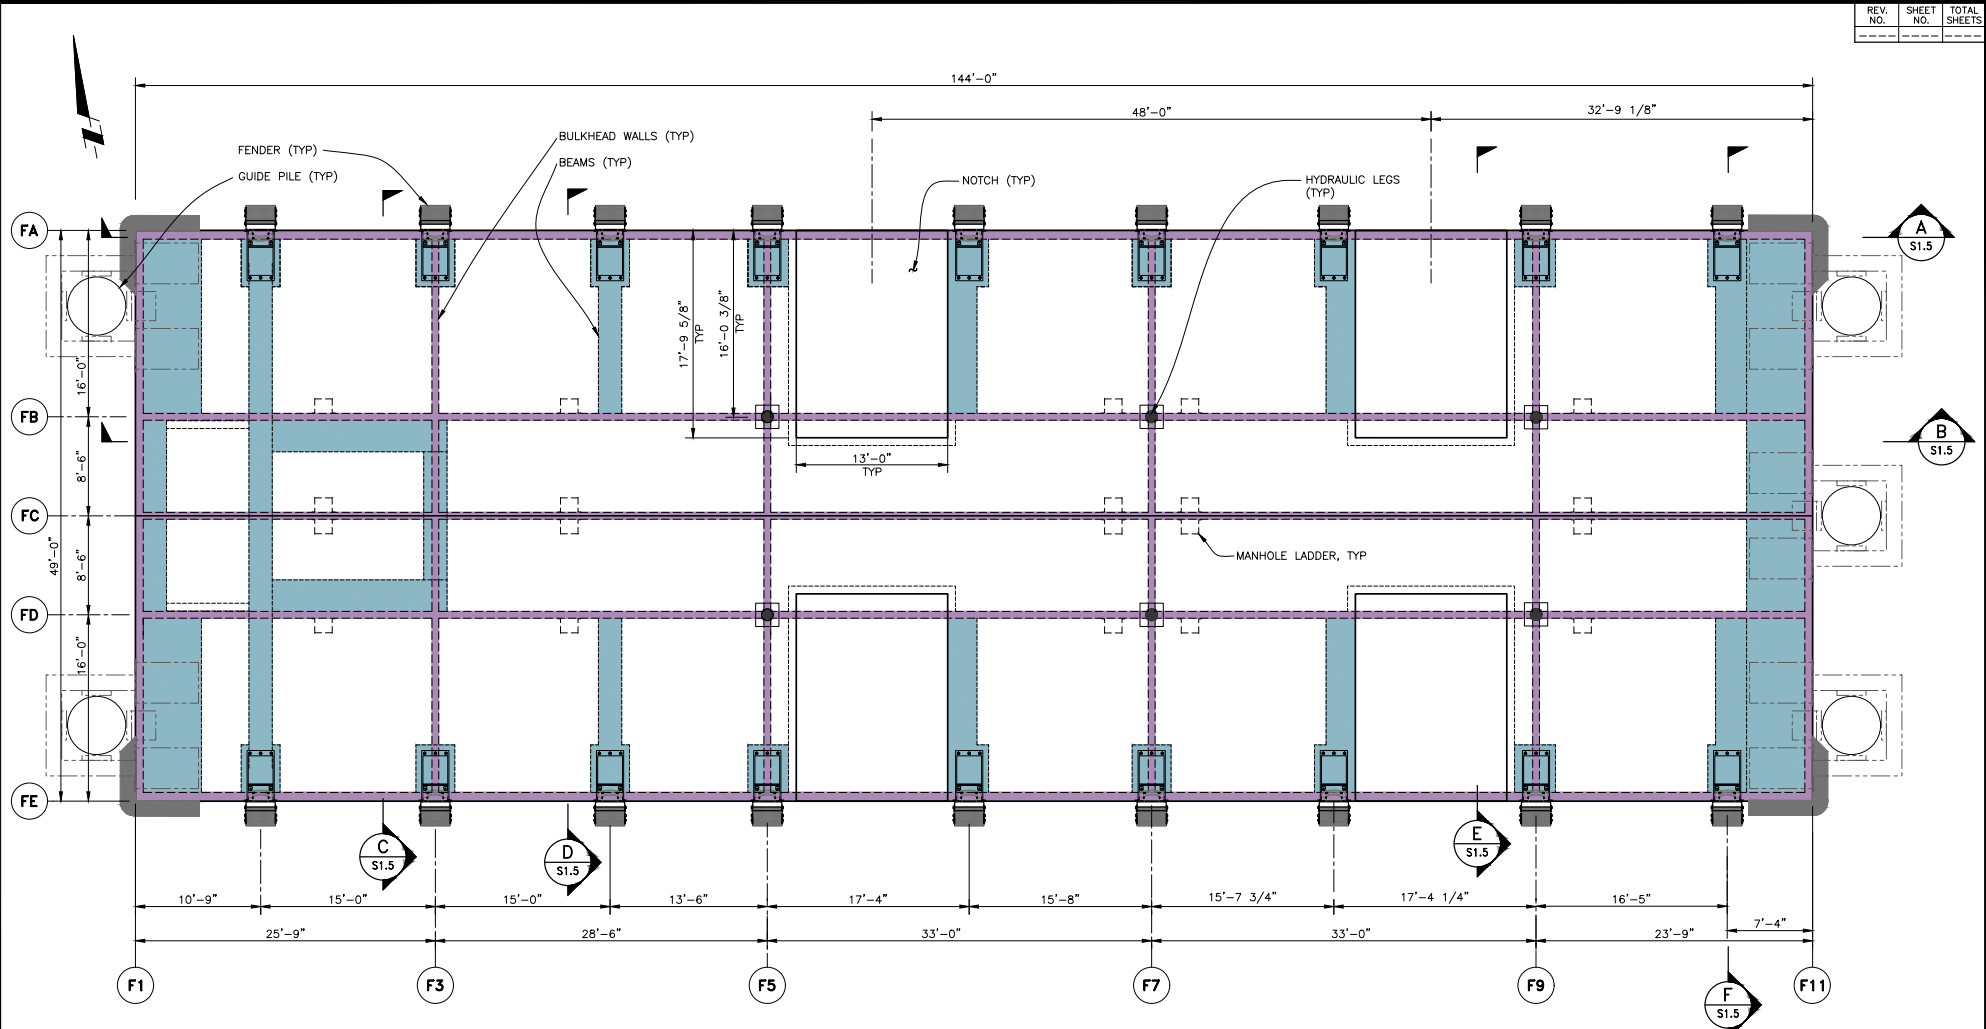 REV. NO.
SHEET NO.
TOTAL SHEETS
144'-0"
48'-0"
32'-9 1/8"
BULKHEAD WALLS (TYP)
FENDER (TYP)
BEAMS (TYP)
GUIDE PILE (TYP)
NOTCH (TYP)
HYDRAULIC LEGS
(TYP)
FA
A
S1.5
17'-9 5/8"
TYP
16'-0 3/8"
TYP
16'-0"
FB
B
S1.5
8'-6"
13'-0"
TYP
FC
49'-0"
8'-6"
MANHOLE LADDER, TYP
FD
16'-0"
FE
C
S1.5
D
S1.5
E
S1.5
10'-9"
15'-0"
15'-0"
13'-6"
17'-4"
15'-8"
15'-7 3/4"
17'-4 1/4"
16'-5"
7'-4"
25'-9"
28'-6"
33'-0"
33'-0"
23'-9"
F1
F3
F5
F7
F9
F11
F
S1.5